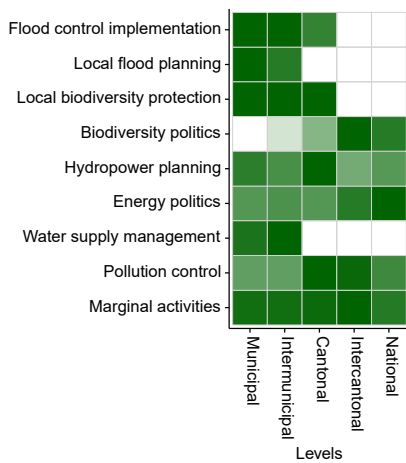 Flood control implementation
Local flood planning
Local biodiversity protection
Biodiversity politics
Hydropower planning
Energy politics
Water supply management
Pollution control
Marginal activities
Municipal
Intermunicipal
Cantonal
Intercantonal
National
Levels